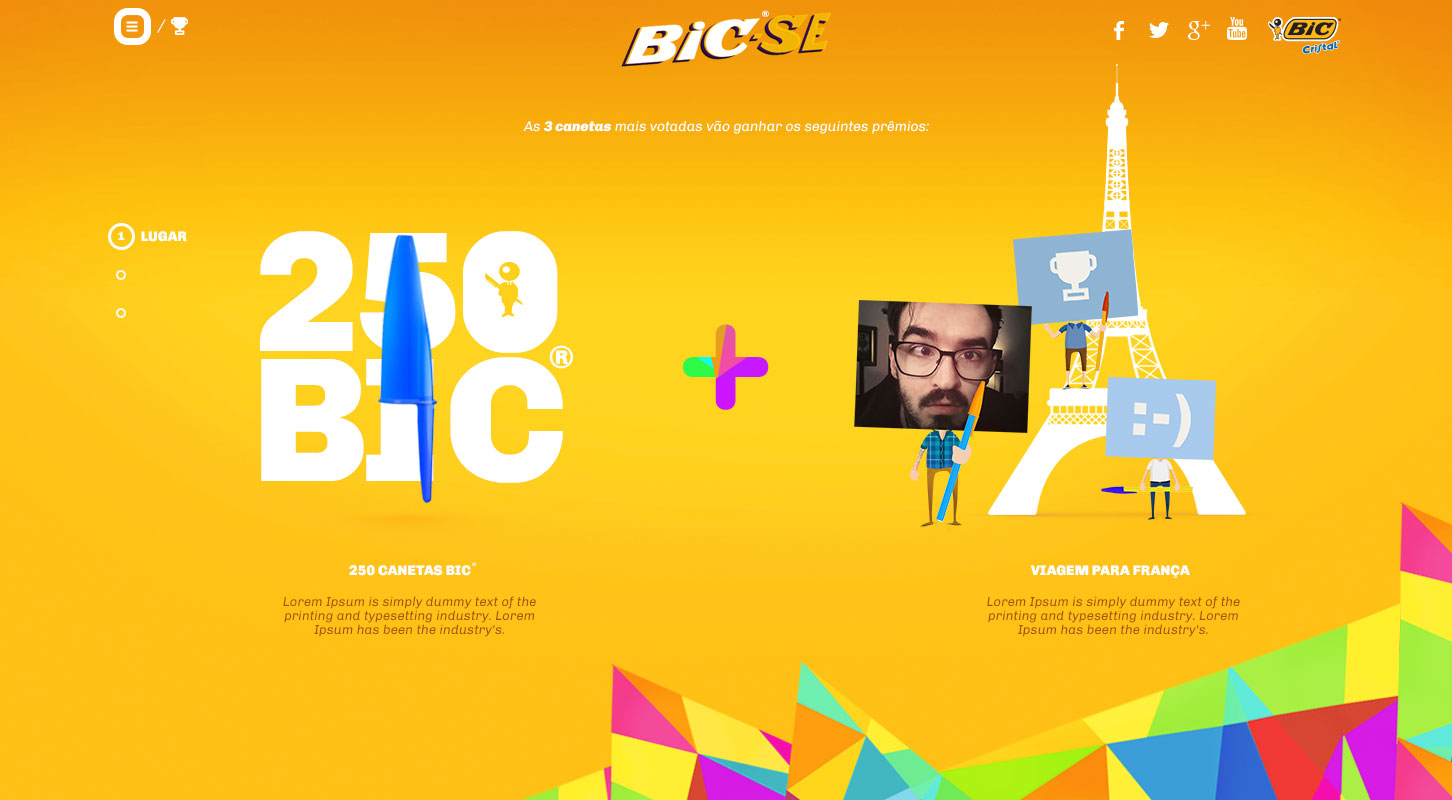 BiC®-SE
g+
You
Tube
BiC®
Cristal®
As 3 canetas mais votadas vão ganhar os seguintes prêmios:
1 LUGAR
250
BIC®
:-)
250 CANETAS BIC*
Lorem Ipsum is simply dummy text of the
printing and typesetting industry. Lorem
Ipsum has been the industry's.
VIAGEM PARA FRANÇA
Lorem Ipsum is simply dummy text of the
printing and typesetting industry. Lorem
Ipsum has been the industry's.